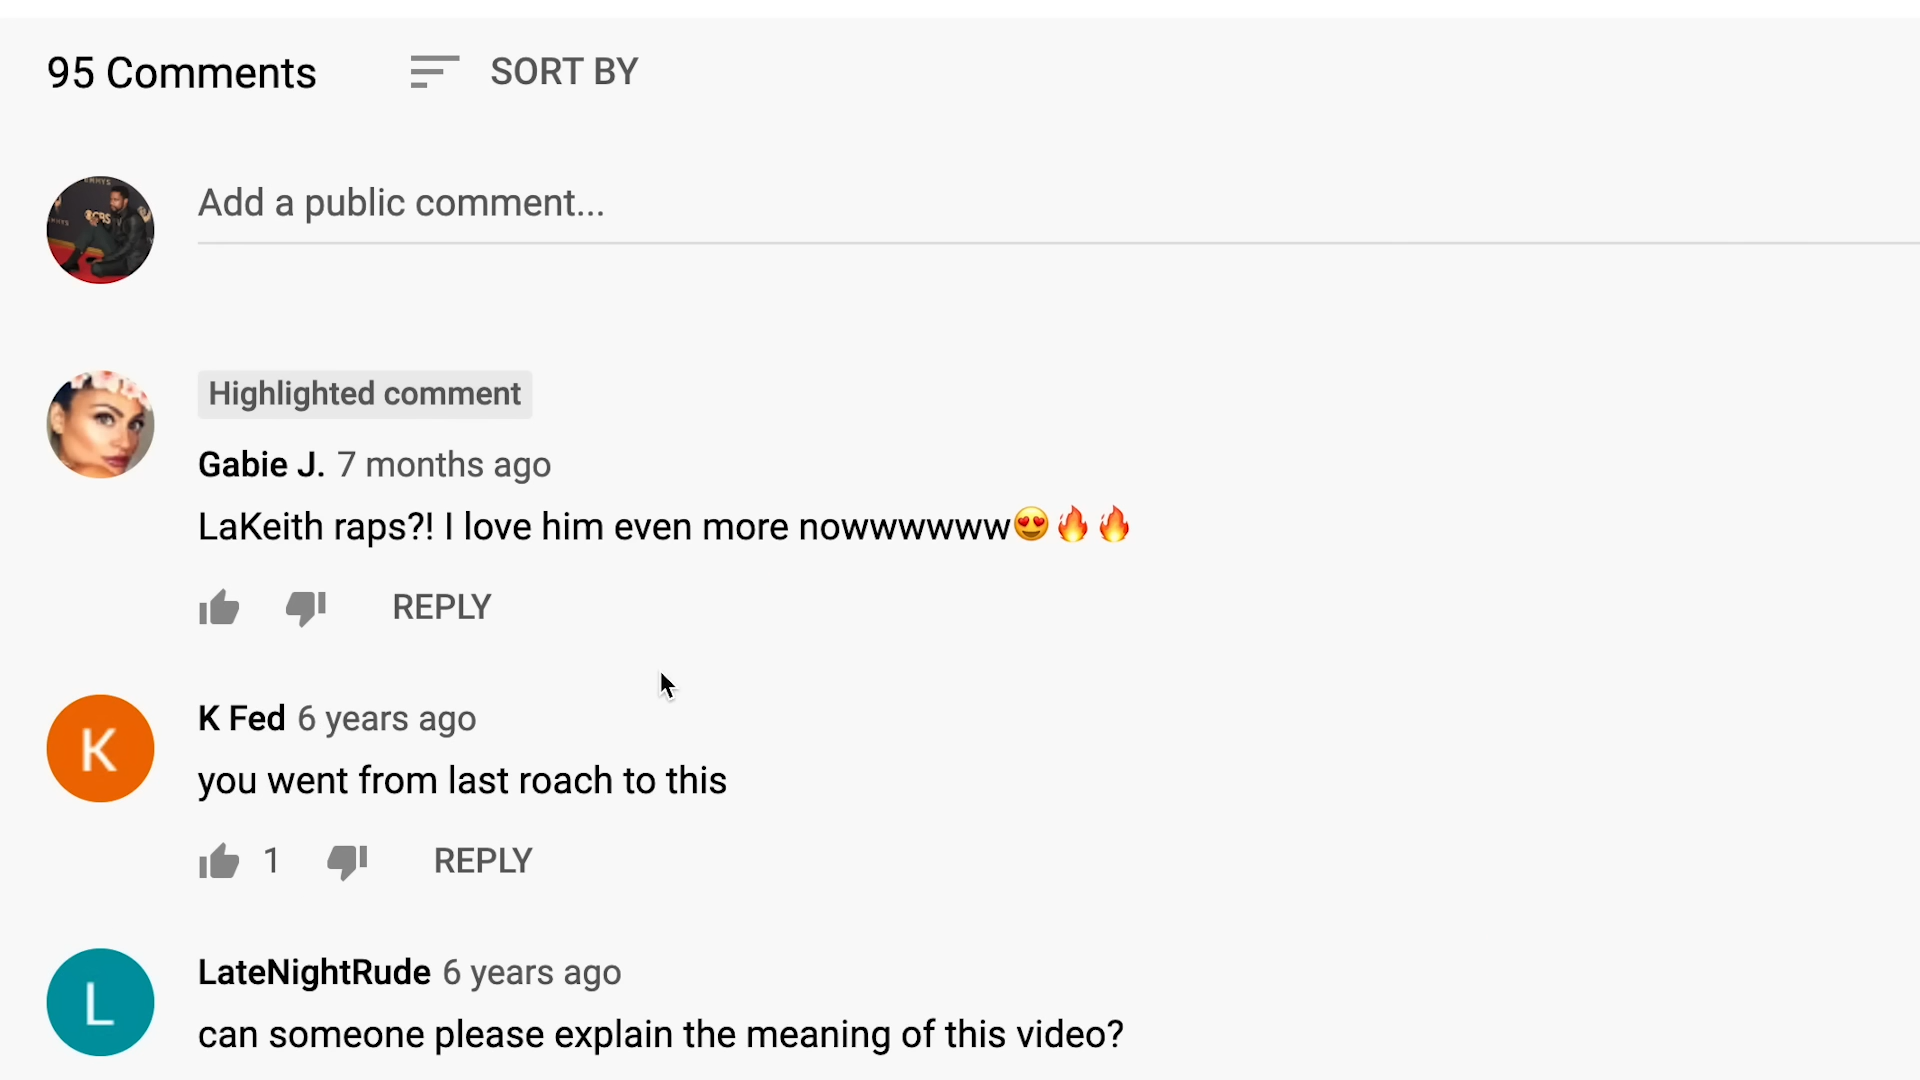 95 Comments
SORT BY
EMMYS
CBS
Add a public comment...
Highlighted comment
Gabie J. 7 months ago
LaKeith raps?! I love him even more nowwwwww😍🔥🔥
REPLY
K
K Fed 6 years ago
you went from last roach to this
1
REPLY
L
LateNightRude 6 years ago
can someone please explain the meaning of this video?